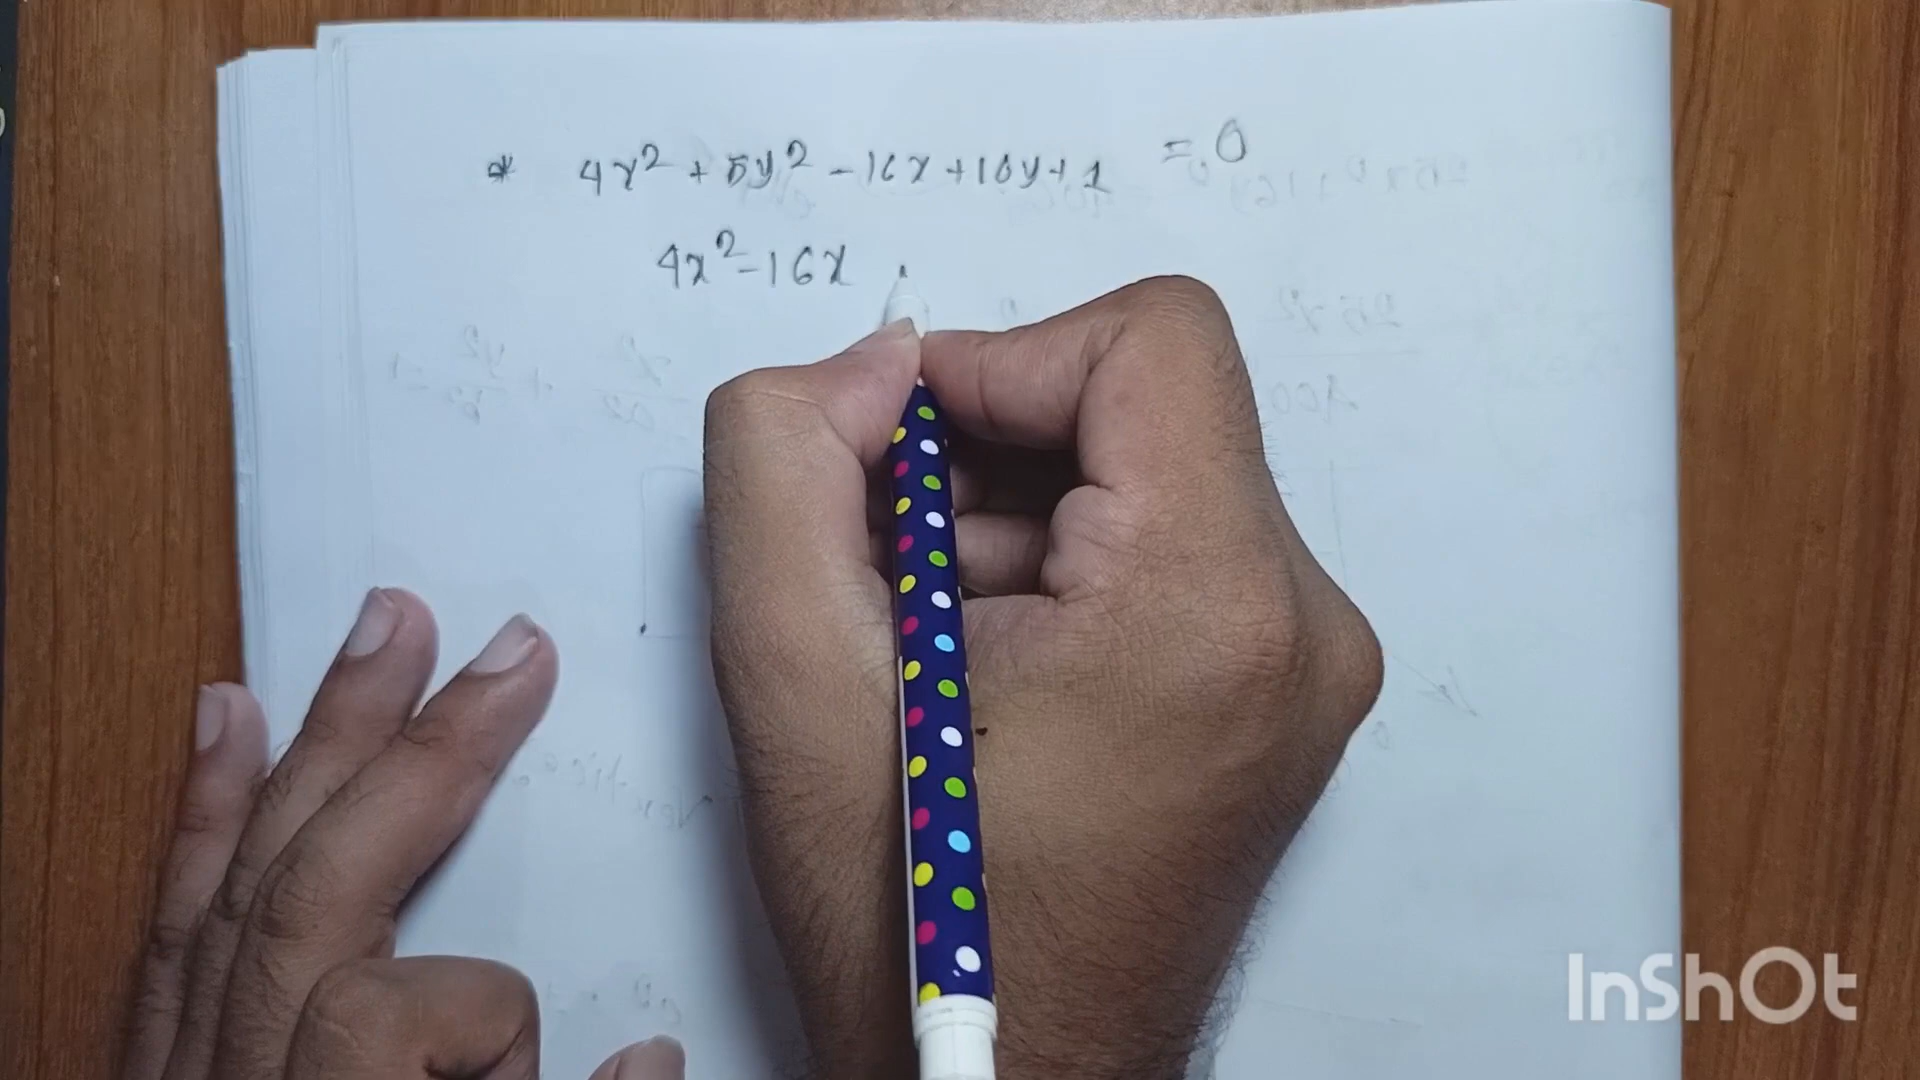 * 4x² + 5y² - 16x + 10y + 1 = 0
4x² - 16x
InShOt